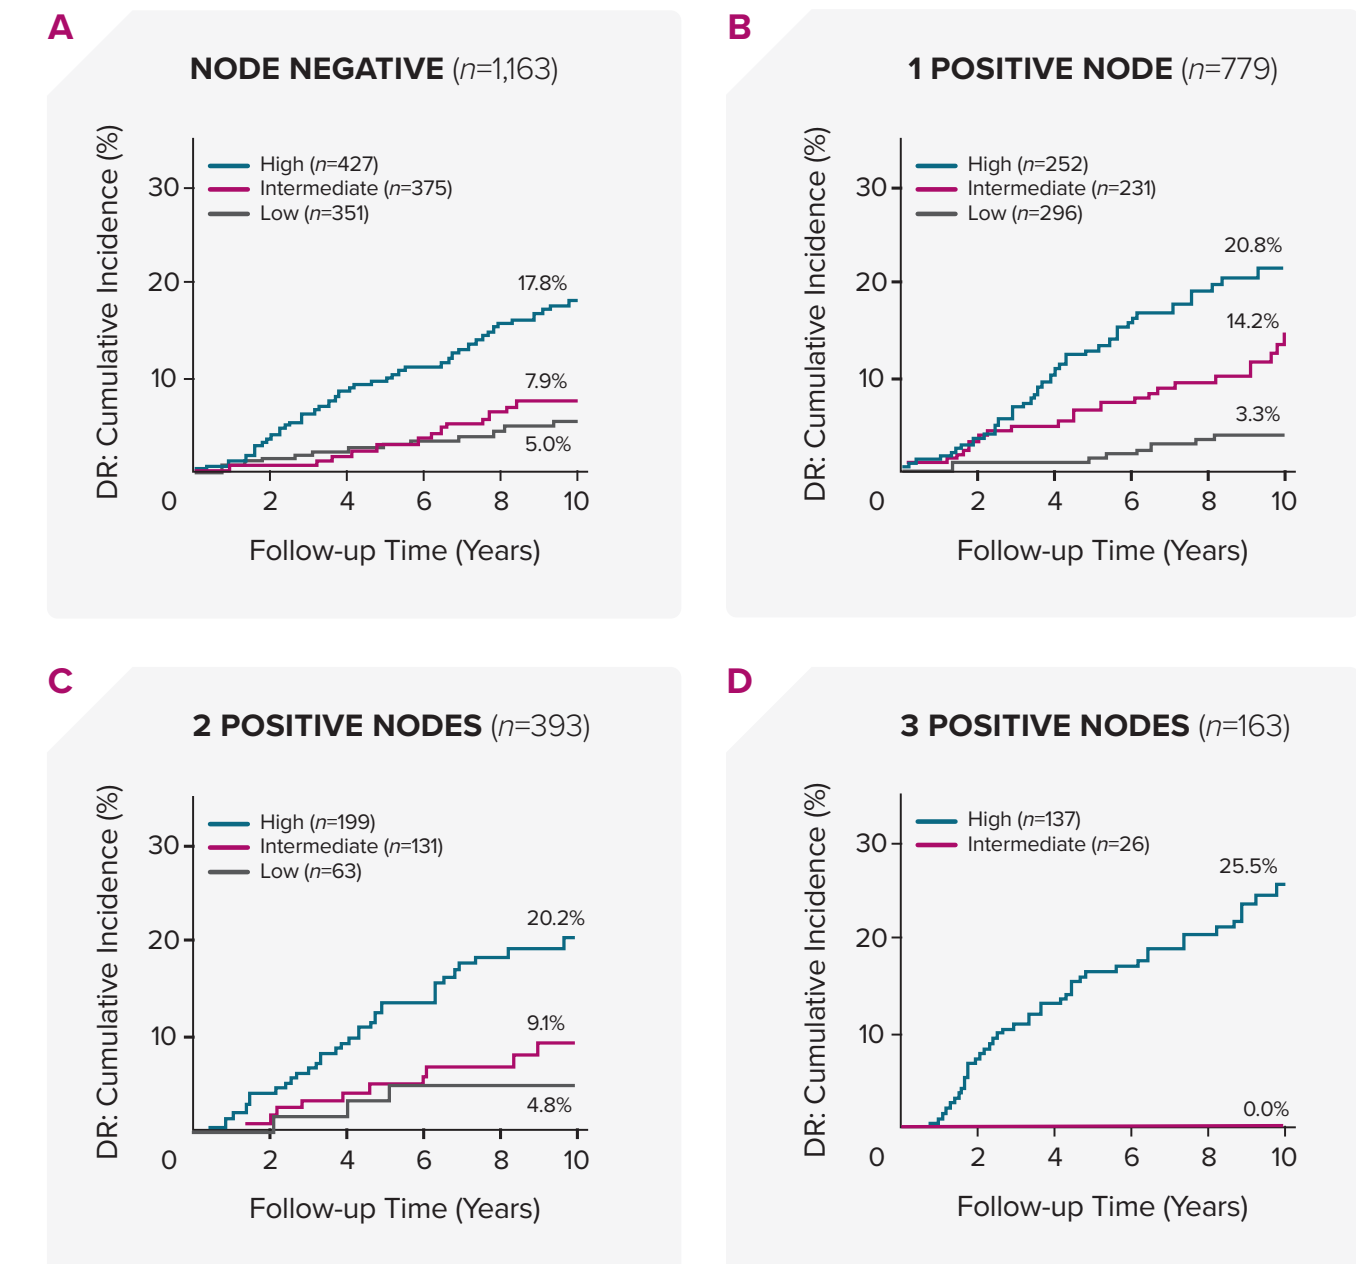 A
NODE NEGATIVE (n=1,163)
DR: Cumulative Incidence (%)
High (n=427)
Intermediate (n=375)
Low (n=351)
30
20
10
17.8%
7.9%
5.0%
0 2 4 6 8 10
Follow-up Time (Years)
B
1 POSITIVE NODE (n=779)
DR: Cumulative Incidence (%)
High (n=252)
Intermediate (n=231)
Low (n=296)
30
20
10
20.8%
14.2%
3.3%
0 2 4 6 8 10
Follow-up Time (Years)
C
2 POSITIVE NODES (n=393)
DR: Cumulative Incidence (%)
High (n=199)
Intermediate (n=131)
Low (n=63)
30
20
10
20.2%
9.1%
4.8%
0 2 4 6 8 10
Follow-up Time (Years)
D
3 POSITIVE NODES (n=163)
DR: Cumulative Incidence (%)
High (n=137)
Intermediate (n=26)
30
20
10
25.5%
0.0%
0 2 4 6 8 10
Follow-up Time (Years)